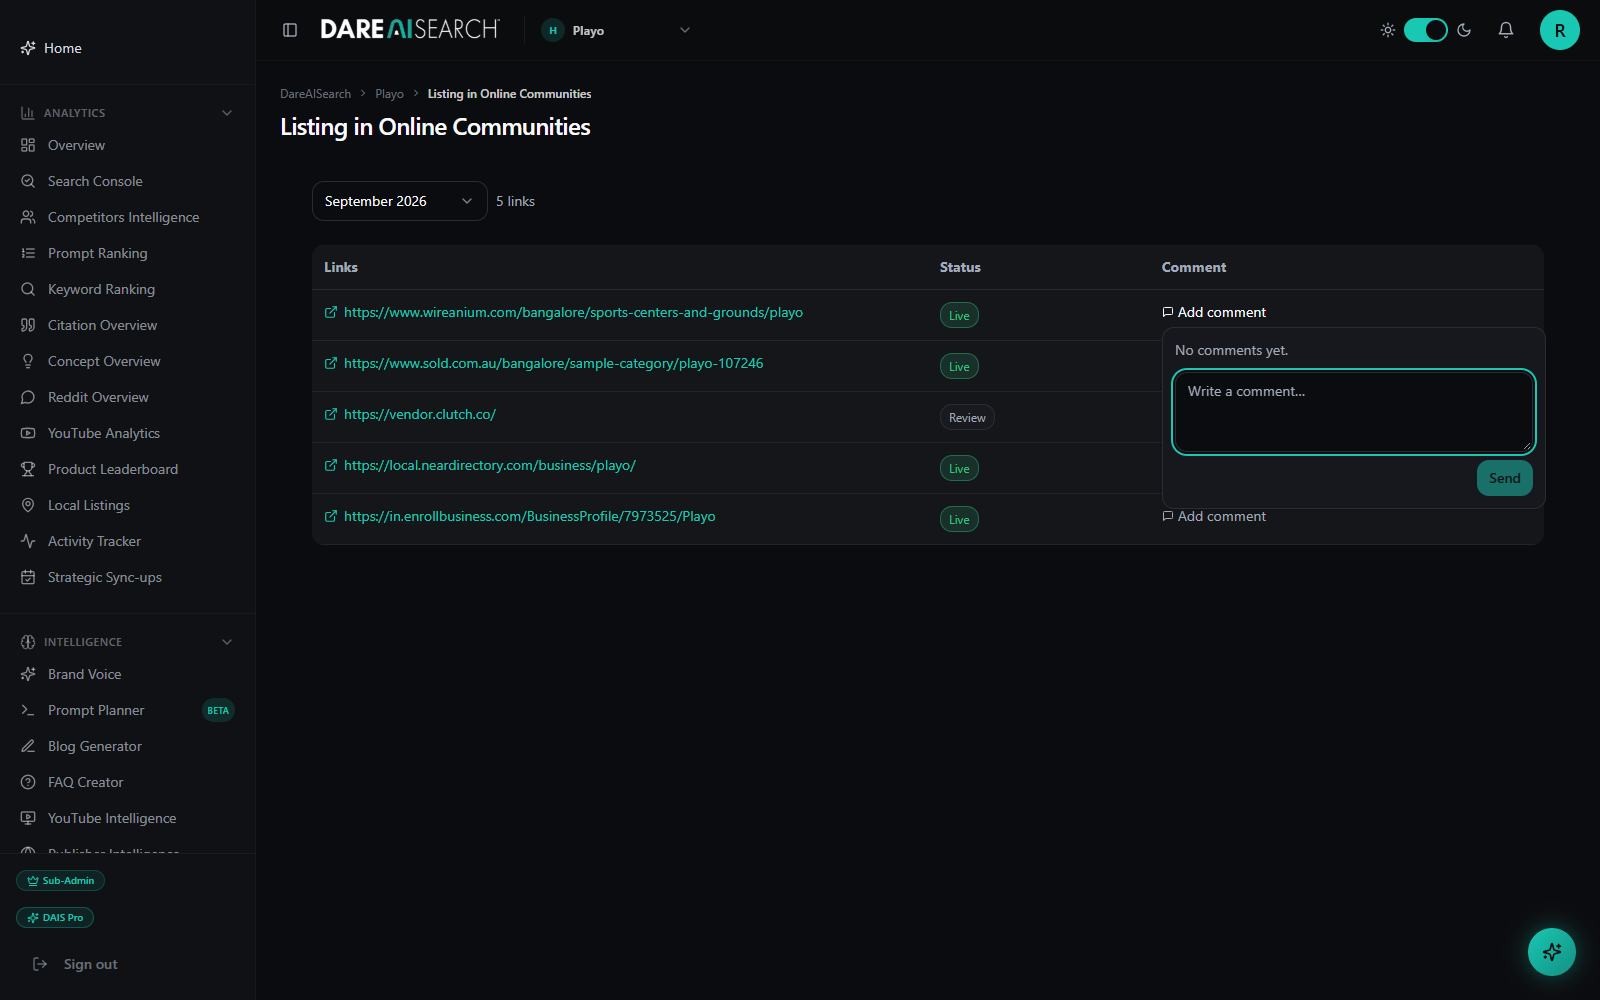 Home
ANALYTICS
Overview
Search Console
Competitors Intelligence
Prompt Ranking
Keyword Ranking
Citation Overview
Concept Overview
Reddit Overview
YouTube Analytics
Product Leaderboard
Local Listings
Activity Tracker
Strategic Sync-ups
INTELLIGENCE
Brand Voice
Prompt Planner BETA
Blog Generator
FAQ Creator
YouTube Intelligence
Publisher Intelligence
Sub-Admin
DAIS Pro
Sign out
DARE AI SEARCH
H Playo
R
DareAISearch > Playo > Listing in Online Communities
Listing in Online Communities
September 2026 5 links
Links Status Comment
https://www.wireanium.com/bangalore/sports-centers-and-grounds/playo Live Add comment
https://www.sold.com.au/bangalore/sample-category/playo-107246 Live
https://vendor.clutch.co/ Review
https://local.neardirectory.com/business/playo/ Live
https://in.enrollbusiness.com/BusinessProfile/7973525/Playo Live Add comment
No comments yet.
Write a comment...
Send